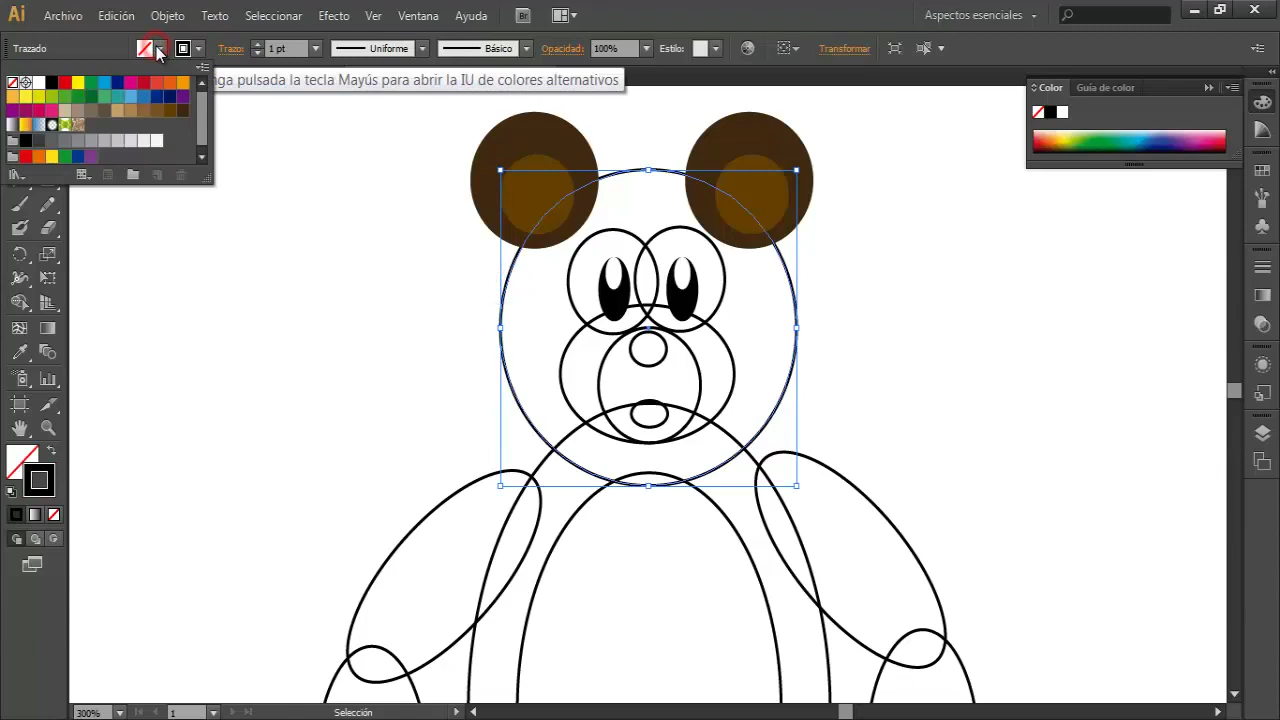 Ai Archivo Edición Objeto Texto Seleccionar Efecto Ver Ventana Ayuda Br Aspectos esenciales
Trazado Trazo: 1 pt Uniforme Básico Opacidad: 100% Estilo: Transformar
nga pulsada la tecla Mayús para abrir la IU de colores alternativos
Color Guía de color
300% 1 Selección